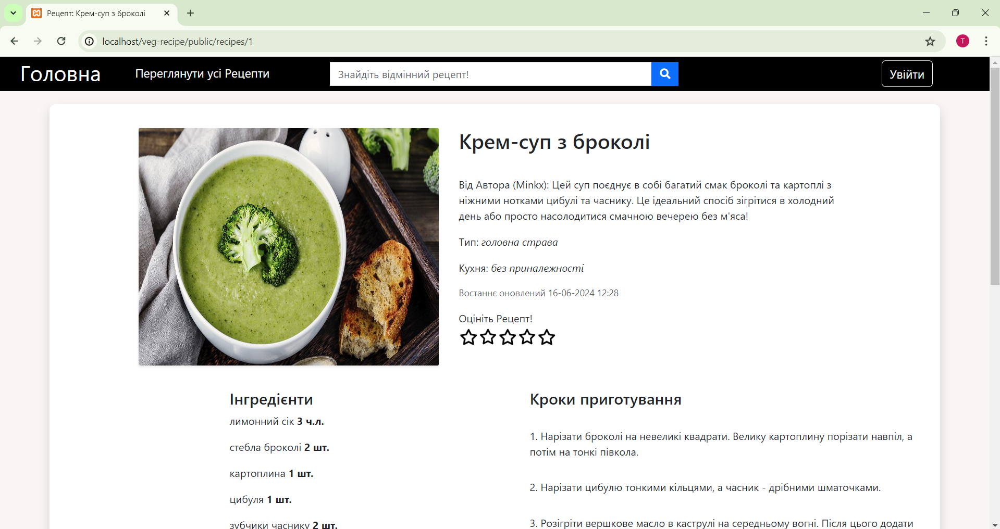 Рецепт: Крем-суп з броколі
localhost/veg-recipe/public/recipes/1
T
Головна
Переглянути усі Рецепти
Знайдіть відмінний рецепт!
Увійти
Крем-суп з броколі
Від Автора (Minkx): Цей суп поєднує в собі багатий смак броколі та картоплі з
ніжними нотками цибулі та часнику. Це ідеальний спосіб зігрітися в холодний
день або просто насолодитися смачною вечерею без м'яса!
Тип: головна страва
Кухня: без приналежності
Востаннє оновлений 16-06-2024 12:28
Оцініть Рецепт!
Інгредієнти
лимонний сік 3 ч.л.
стебла броколі 2 шт.
картоплина 1 шт.
цибуля 1 шт.
зубчики часнику 2 шт.
Кроки приготування
1. Нарізати броколі на невеликі квадрати. Велику картоплину порізати навпіл, а
потім на тонкі півкола.
2. Нарізати цибулю тонкими кільцями, а часник - дрібними шматочками.
3. Розігріти вершкове масло в каструлі на середньому вогні. Після цього додати